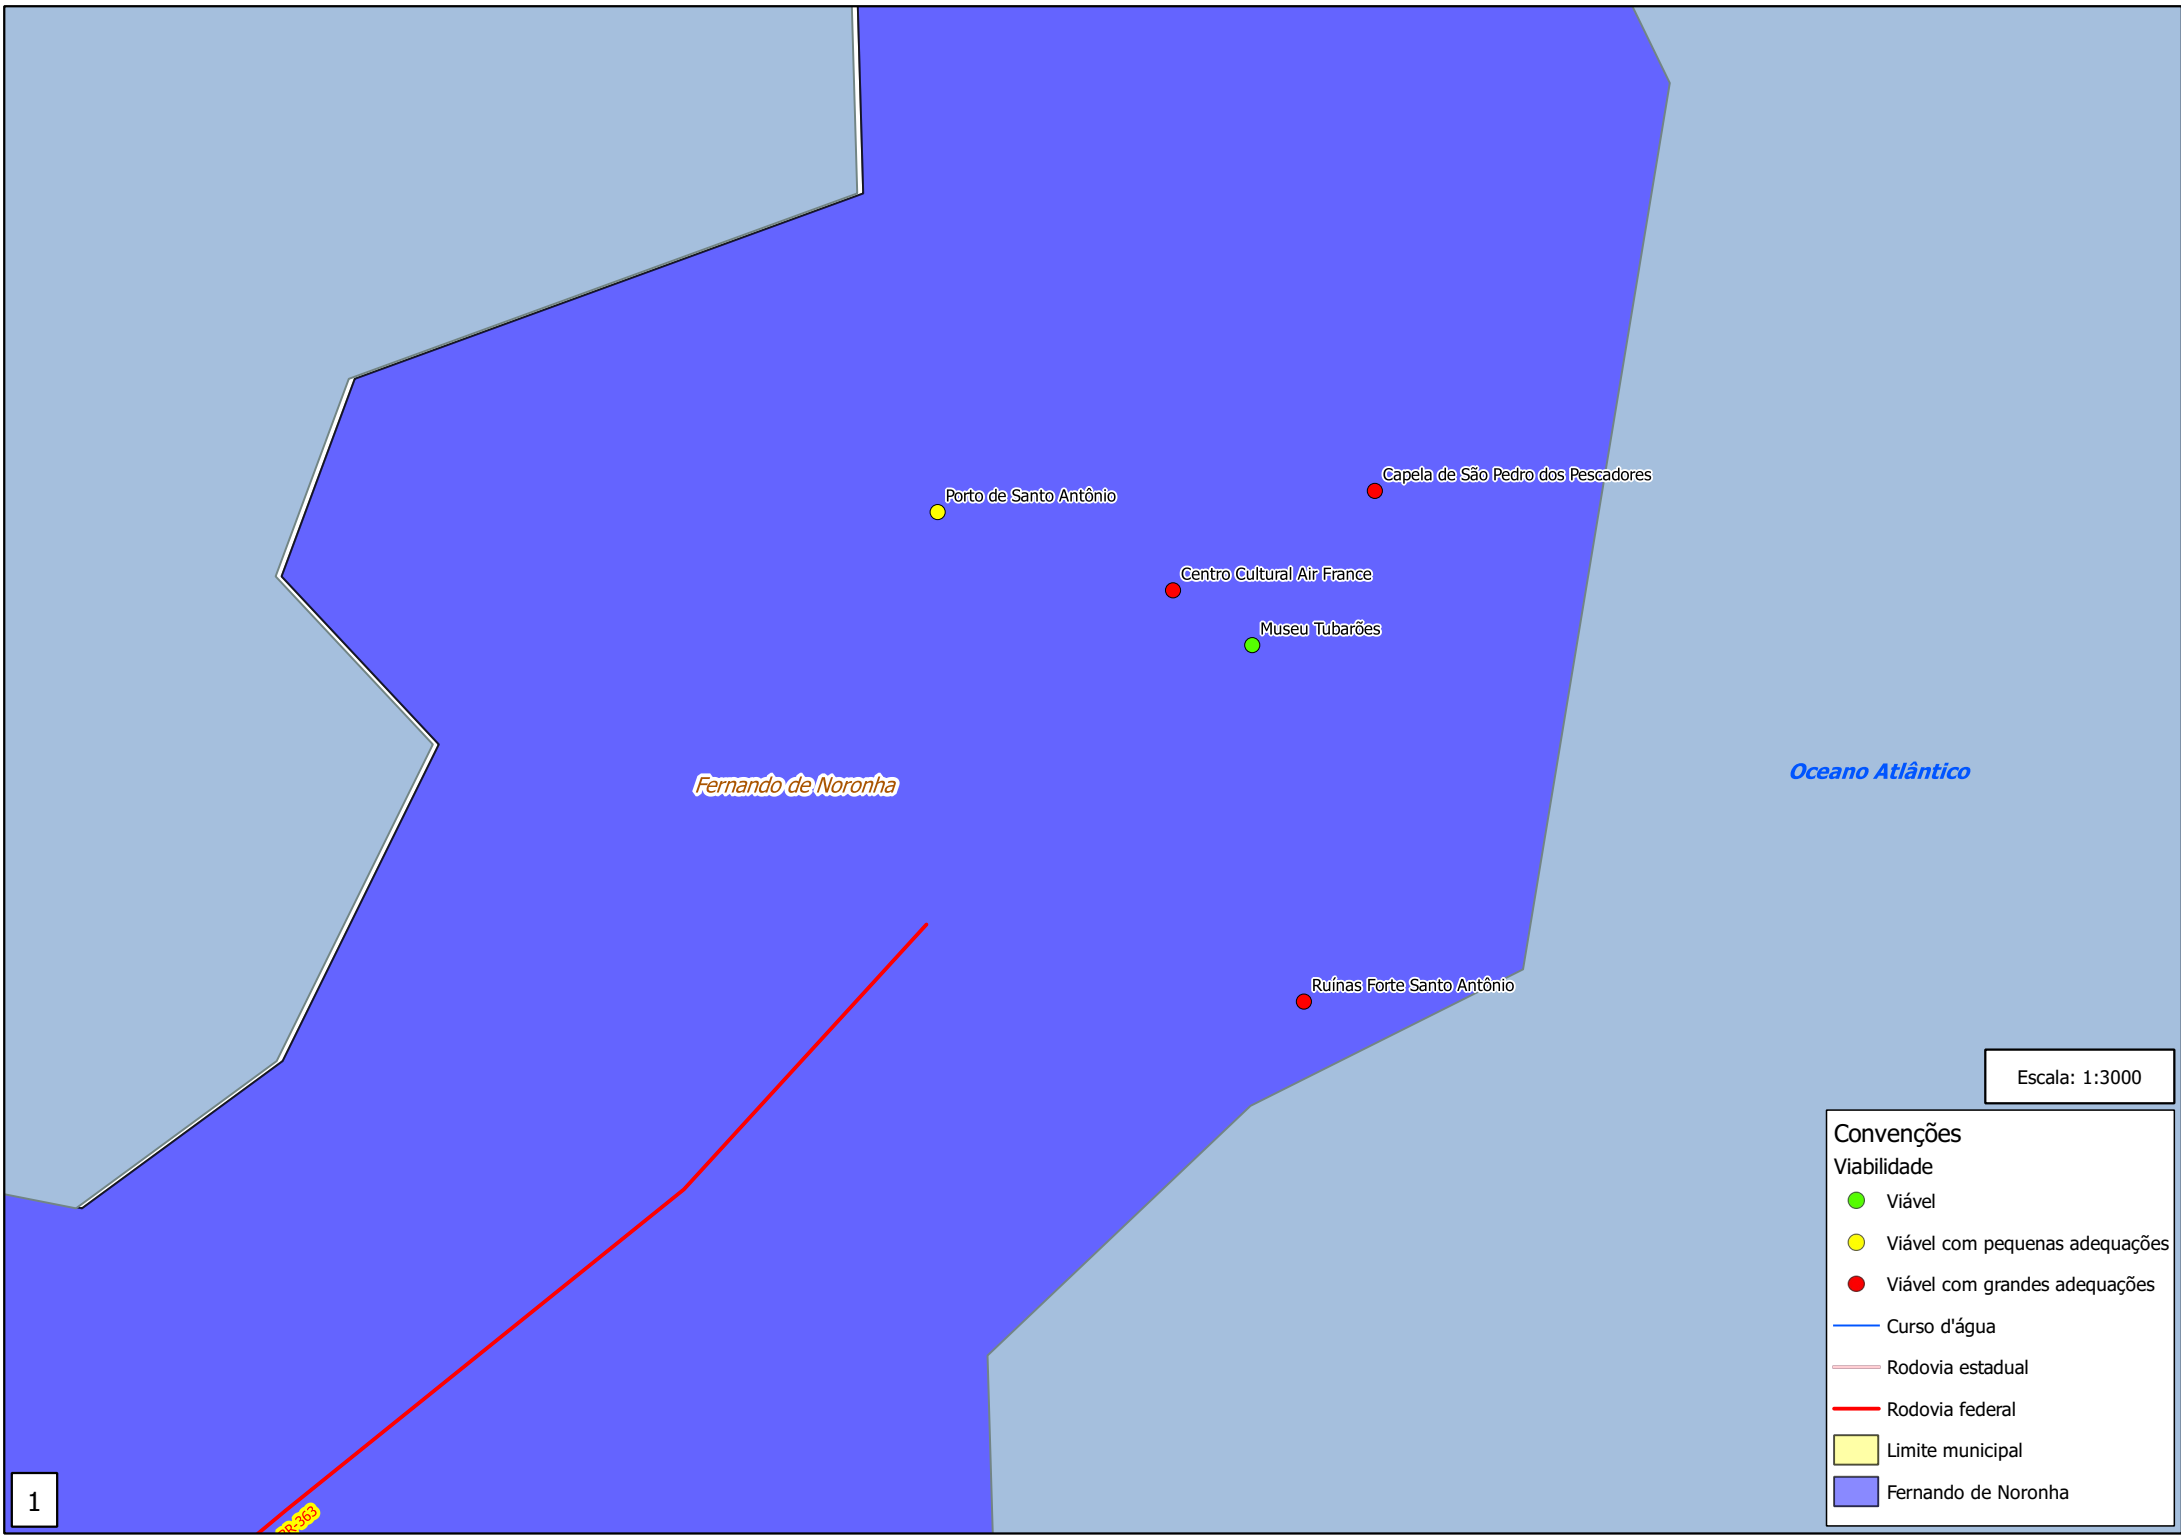 Capela de São Pedro dos Pescadores
Porto de Santo Antônio
Centro Cultural Air France
Museu Tubarões
Fernando de Noronha
Oceano Atlântico
Ruínas Forte Santo Antônio
Escala: 1:3000
Convenções
Viabilidade
Viável
Viável com pequenas adequações
Viável com grandes adequações
Curso d'água
Rodovia estadual
Rodovia federal
Limite municipal
Fernando de Noronha
BR-363
1